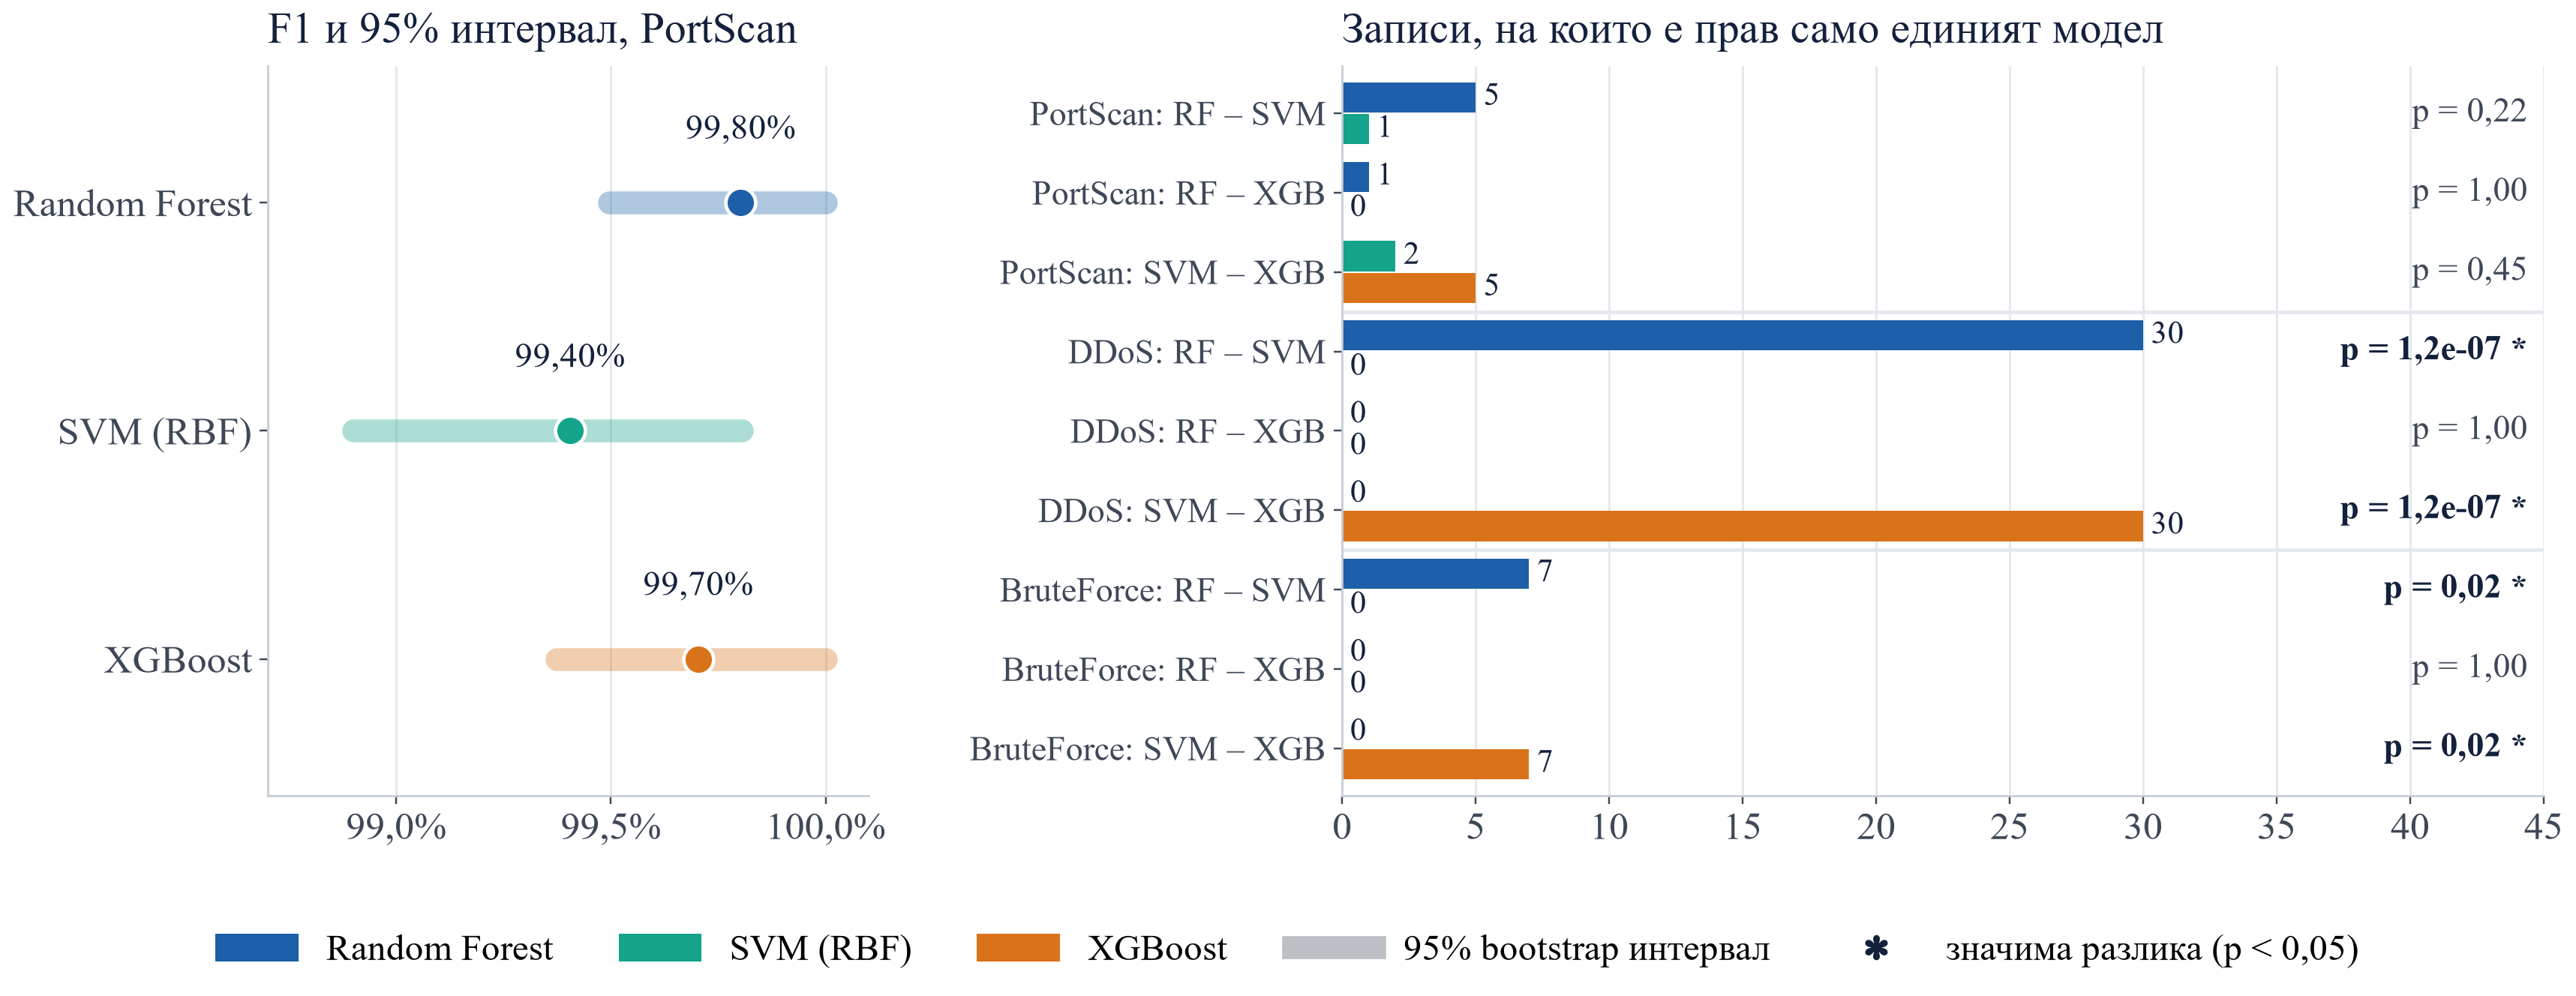 F1 и 95% интервал, PortScan
99,80%
Random Forest
99,40%
SVM (RBF)
99,70%
XGBoost
99,0% 99,5% 100,0%
Записи, на които е прав само единият модел
PortScan: RF – SVM 5 1 p = 0,22
PortScan: RF – XGB 1 0 p = 1,00
PortScan: SVM – XGB 2 5 p = 0,45
DDoS: RF – SVM 30 0 p = 1,2e-07 *
DDoS: RF – XGB 0 0 p = 1,00
DDoS: SVM – XGB 0 30 p = 1,2e-07 *
BruteForce: RF – SVM 7 0 p = 0,02 *
BruteForce: RF – XGB 0 0 p = 1,00
BruteForce: SVM – XGB 0 7 p = 0,02 *
0 5 10 15 20 25 30 35 40 45
Random Forest SVM (RBF) XGBoost 95% bootstrap интервал * значима разлика (p < 0,05)